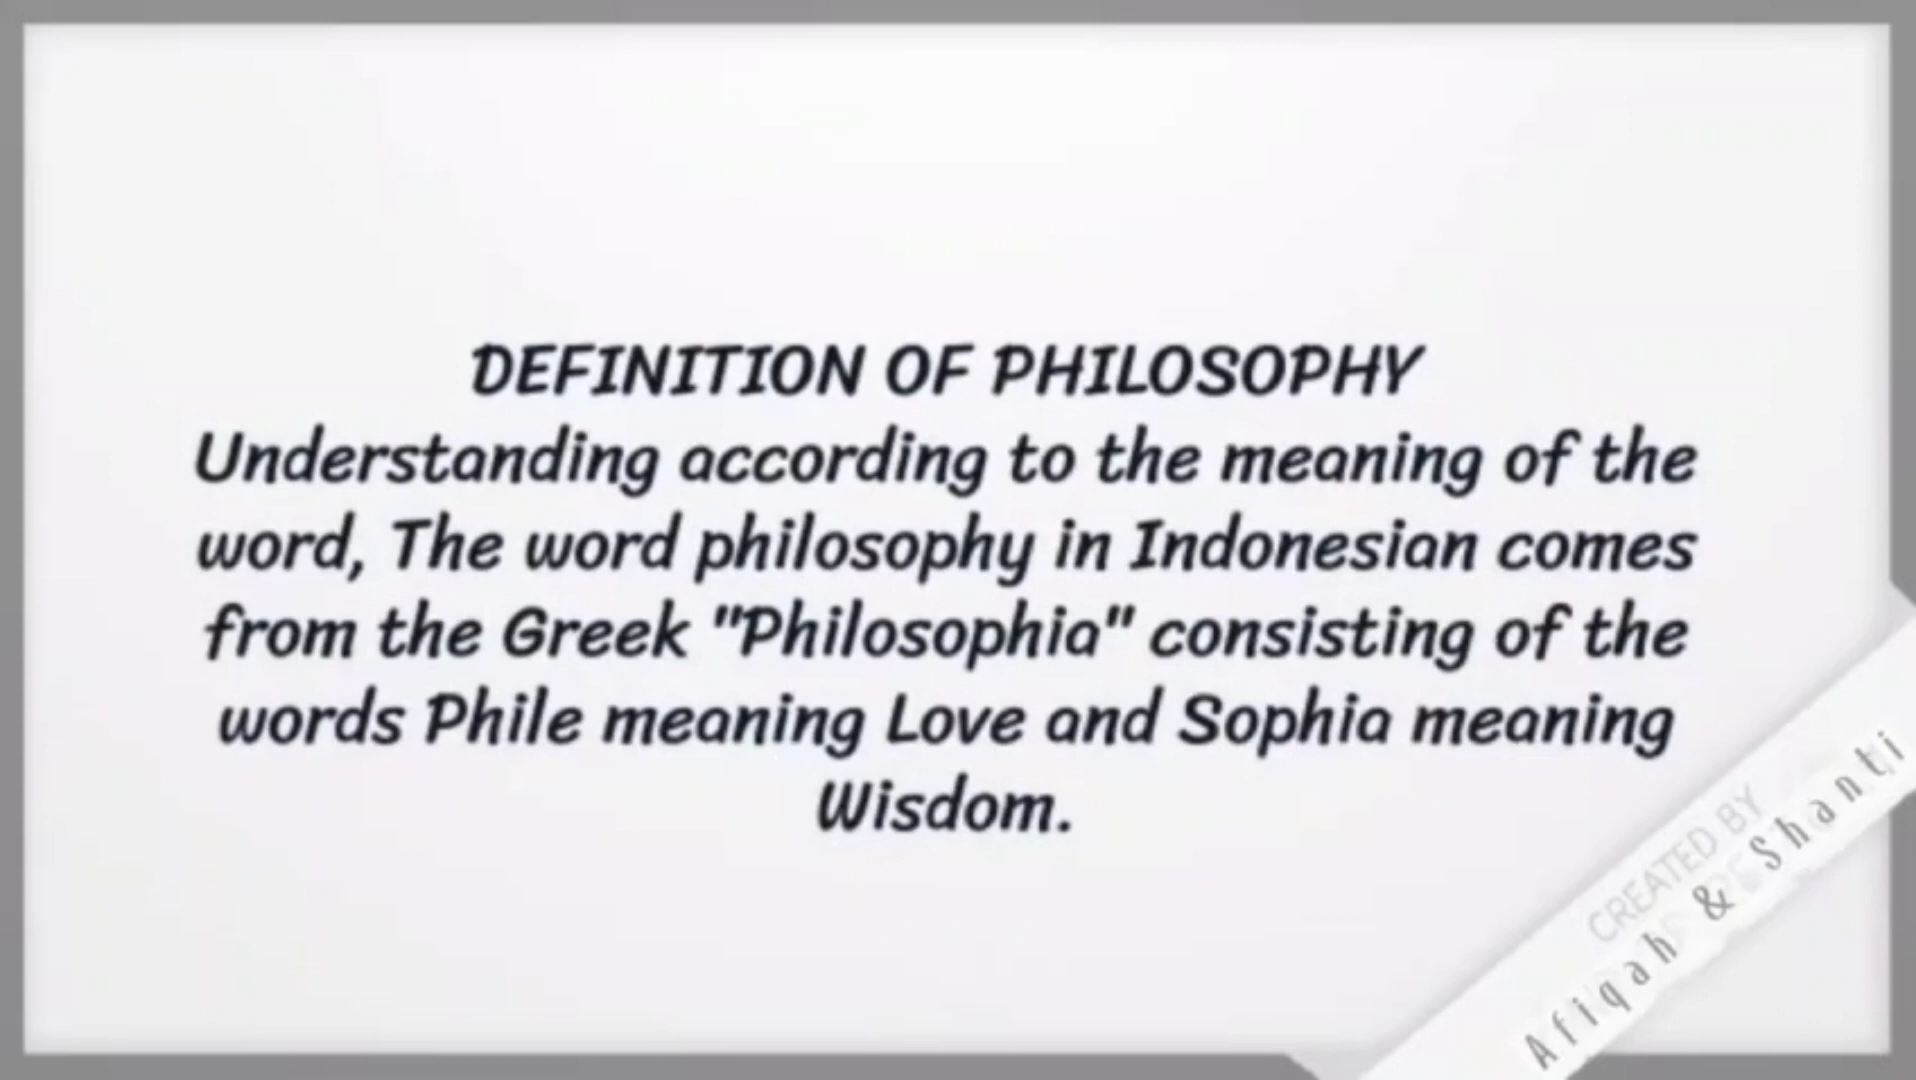 DEFINITION OF PHILOSOPHY
Understanding according to the meaning of the
word, The word philosophy in Indonesian comes
from the Greek "Philosophia" consisting of the
words Phile meaning Love and Sophia meaning
Wisdom.
CREATED BY
Afiqah & Shanti